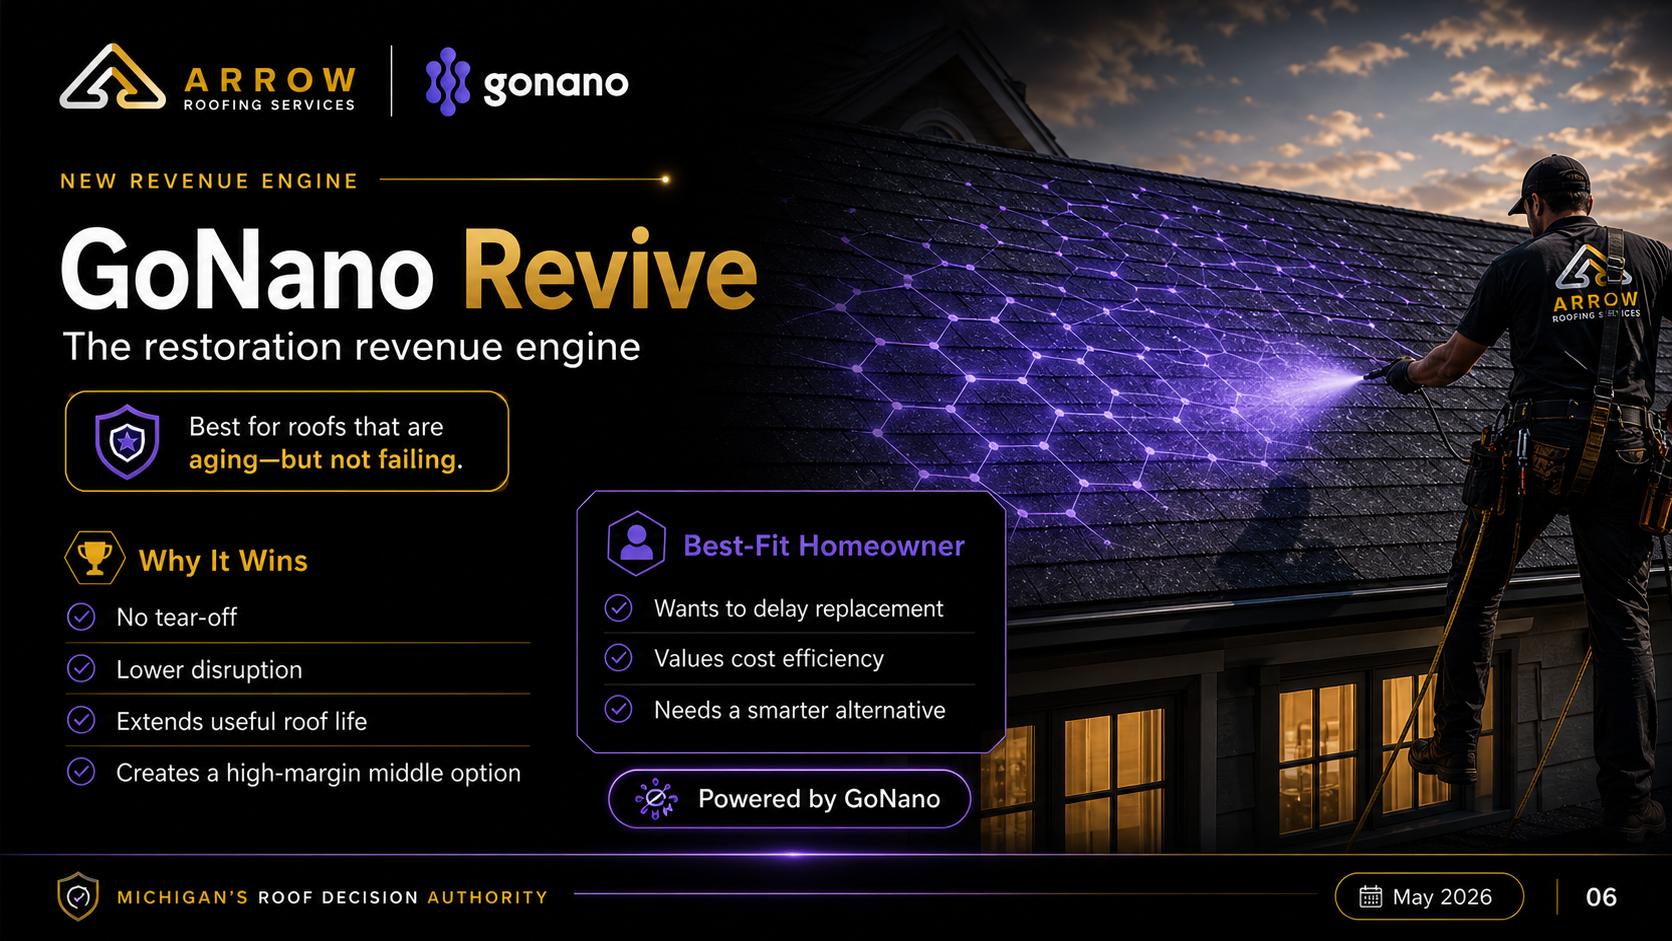 ARROW
ROOFING SERVICES
gonano
NEW REVENUE ENGINE
GoNano Revive
The restoration revenue engine
Best for roofs that are
aging—but not failing.
Why It Wins
No tear-off
Lower disruption
Extends useful roof life
Creates a high-margin middle option
Best-Fit Homeowner
Wants to delay replacement
Values cost efficiency
Needs a smarter alternative
Powered by GoNano
ARROW
ROOFING SERVICES
MICHIGAN'S ROOF DECISION AUTHORITY
May 2026
06